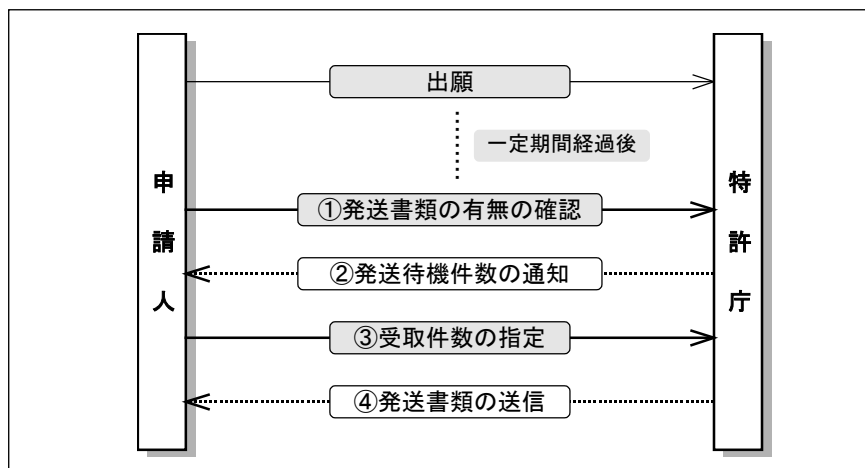 出願
一定期間経過後
申請人
特許庁
①発送書類の有無の確認
②発送待機件数の通知
③受取件数の指定
④発送書類の送信